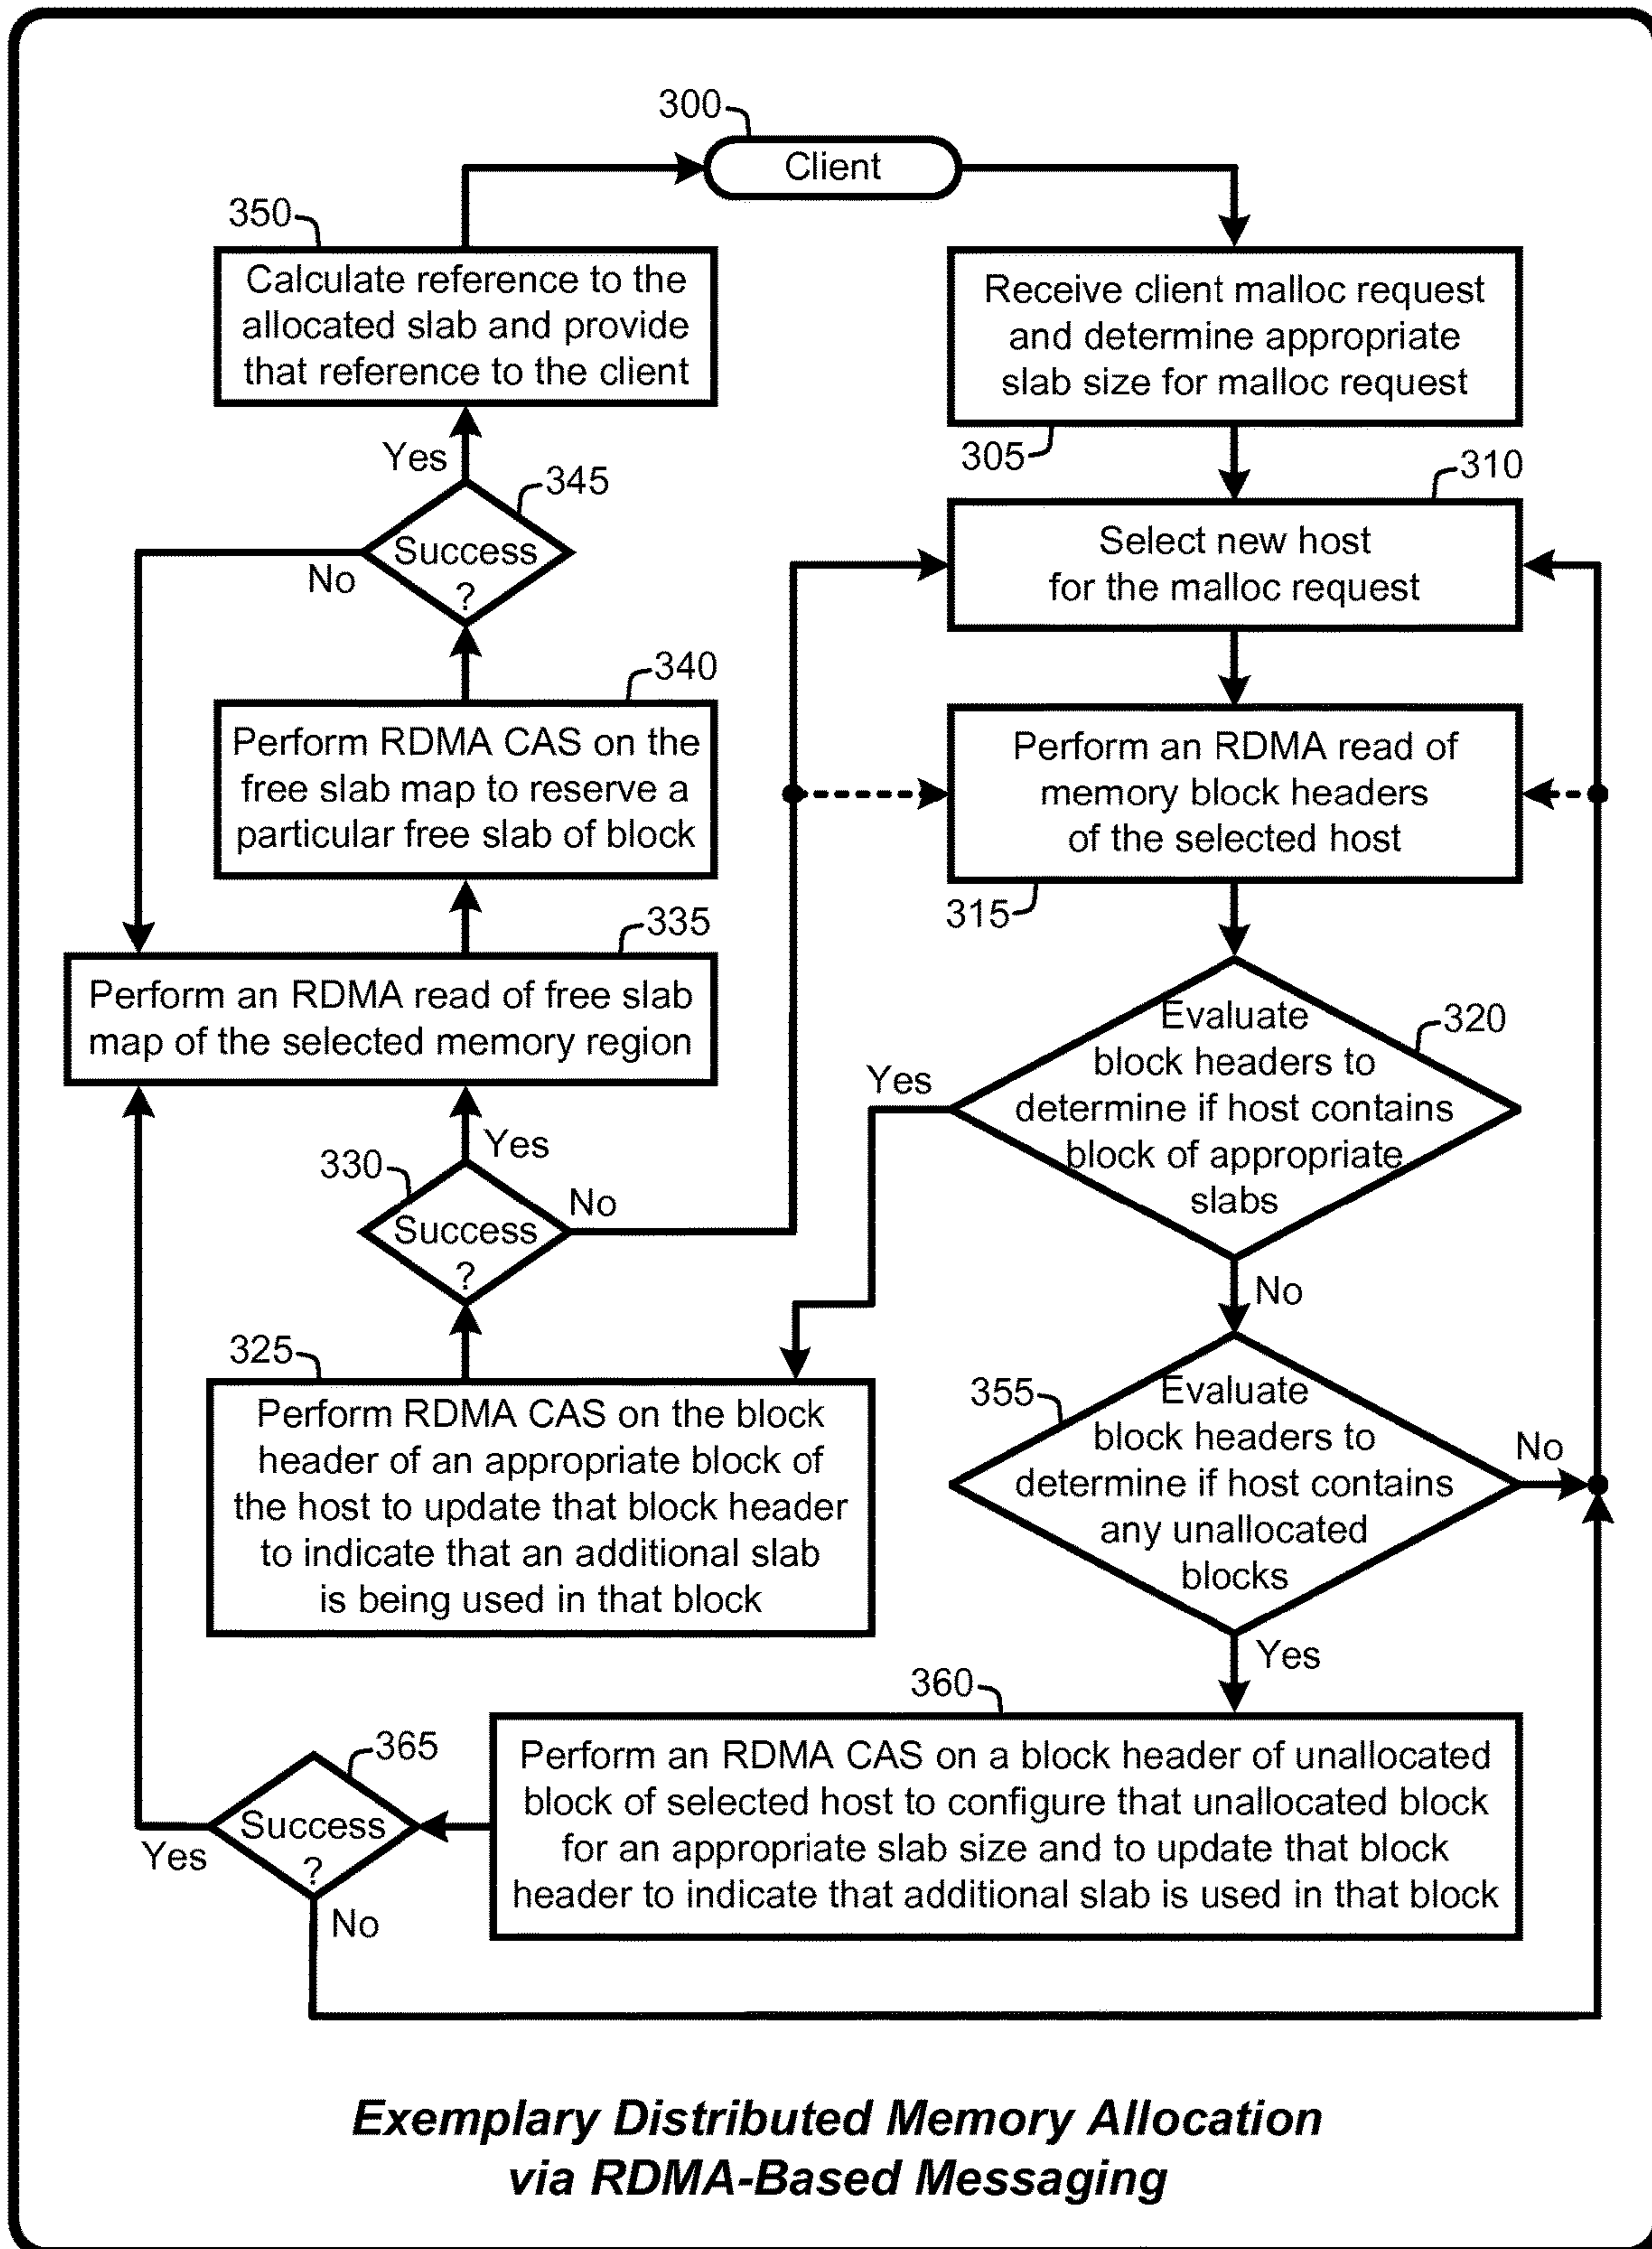 300
Client
350
Calculate reference to the
allocated slab and provide
that reference to the client
Receive client malloc request
and determine appropriate
slab size for malloc request
305
Yes
345
Success
?
No
310
Select new host
for the malloc request
340
Perform RDMA CAS on the
free slab map to reserve a
particular free slab of block
Perform an RDMA read of
memory block headers
of the selected host
315
335
Perform an RDMA read of free slab
map of the selected memory region
Evaluate
block headers to
determine if host contains
block of appropriate
slabs
320
Yes
No
Yes
330
Success
?
No
325
Perform RDMA CAS on the block
header of an appropriate block of
the host to update that block header
to indicate that an additional slab
is being used in that block
355
Evaluate
block headers to
determine if host contains
any unallocated
blocks
No
Yes
360
Perform an RDMA CAS on a block header of unallocated
block of selected host to configure that unallocated block
for an appropriate slab size and to update that block
header to indicate that additional slab is used in that block
365
Success
?
Yes
No
Exemplary Distributed Memory Allocation
via RDMA-Based Messaging